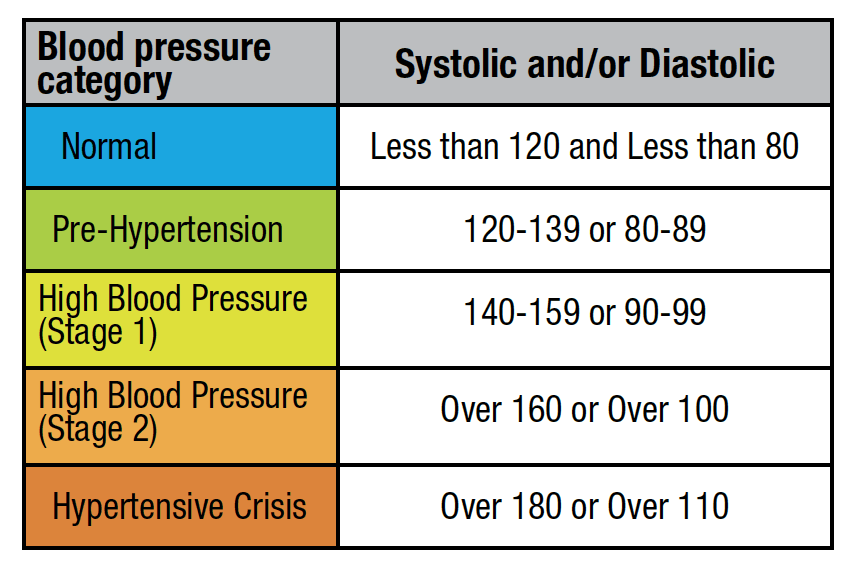 Blood pressure
category
Systolic and/or Diastolic
Normal
Less than 120 and Less than 80
Pre-Hypertension
120-139 or 80-89
High Blood Pressure
(Stage 1)
140-159 or 90-99
High Blood Pressure
(Stage 2)
Over 160 or Over 100
Hypertensive Crisis
Over 180 or Over 110